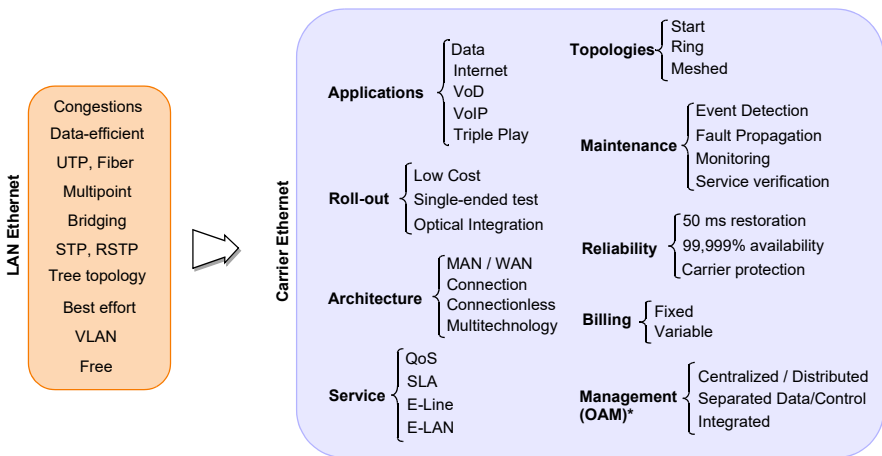 LAN Ethernet
Congestions
Data-efficient
UTP, Fiber
Multipoint
Bridging
STP, RSTP
Tree topology
Best effort
VLAN
Free
Carrier Ethernet
Applications
Data
Internet
VoD
VoIP
Triple Play
Roll-out
Low Cost
Single-ended test
Optical Integration
Architecture
MAN / WAN
Connection
Connectionless
Multitechnology
Service
QoS
SLA
E-Line
E-LAN
Topologies
Start
Ring
Meshed
Maintenance
Event Detection
Fault Propagation
Monitoring
Service verification
Reliability
50 ms restoration
99,999% availability
Carrier protection
Billing
Fixed
Variable
Management
(OAM)*
Centralized / Distributed
Separated Data/Control
Integrated